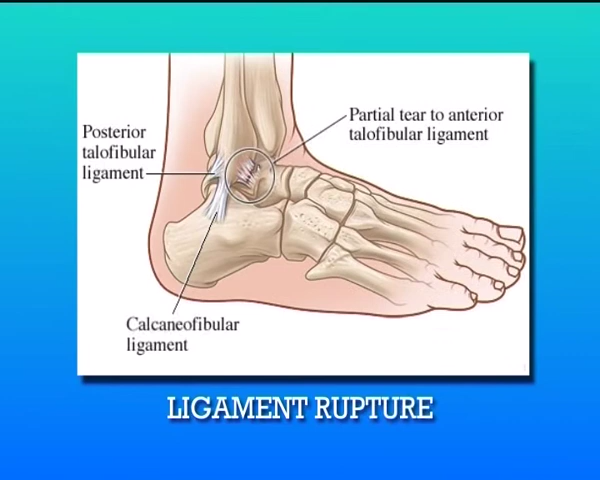 Partial tear to anterior
talofibular ligament
Posterior
talofibular
ligament
Calcaneofibular
ligament
LIGAMENT RUPTURE